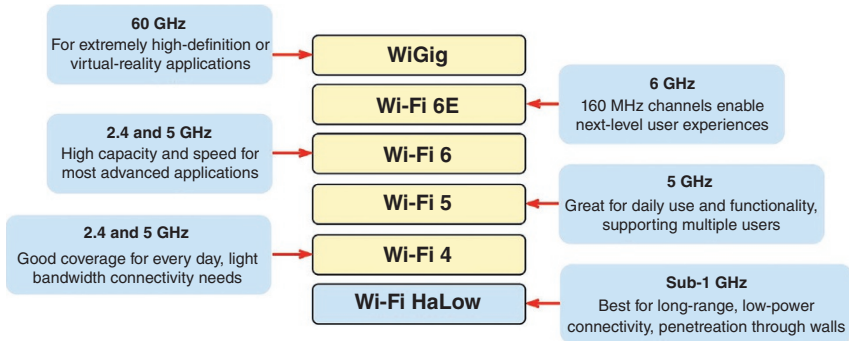 60 GHz
For extremely high-definition or
virtual-reality applications
WiGig
Wi-Fi 6E
6 GHz
160 MHz channels enable
next-level user experiences
2.4 and 5 GHz
High capacity and speed for
most advanced applications
Wi-Fi 6
Wi-Fi 5
5 GHz
Great for daily use and functionality,
supporting multiple users
2.4 and 5 GHz
Good coverage for every day, light
bandwidth connectivity needs
Wi-Fi 4
Wi-Fi HaLow
Sub-1 GHz
Best for long-range, low-power
connectivity, penetreation through walls